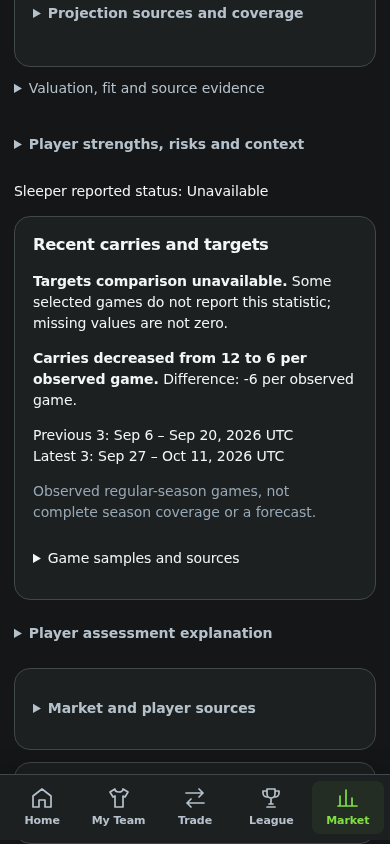 ▶ Projection sources and coverage
▶ Valuation, fit and source evidence
▶ Player strengths, risks and context
Sleeper reported status: Unavailable
Recent carries and targets
Targets comparison unavailable. Some
selected games do not report this statistic;
missing values are not zero.
Carries decreased from 12 to 6 per
observed game. Difference: -6 per observed
game.
Previous 3: Sep 6 – Sep 20, 2026 UTC
Latest 3: Sep 27 – Oct 11, 2026 UTC
Observed regular-season games, not
complete season coverage or a forecast.
▶ Game samples and sources
▶ Player assessment explanation
▶ Market and player sources
Home My Team Trade League Market